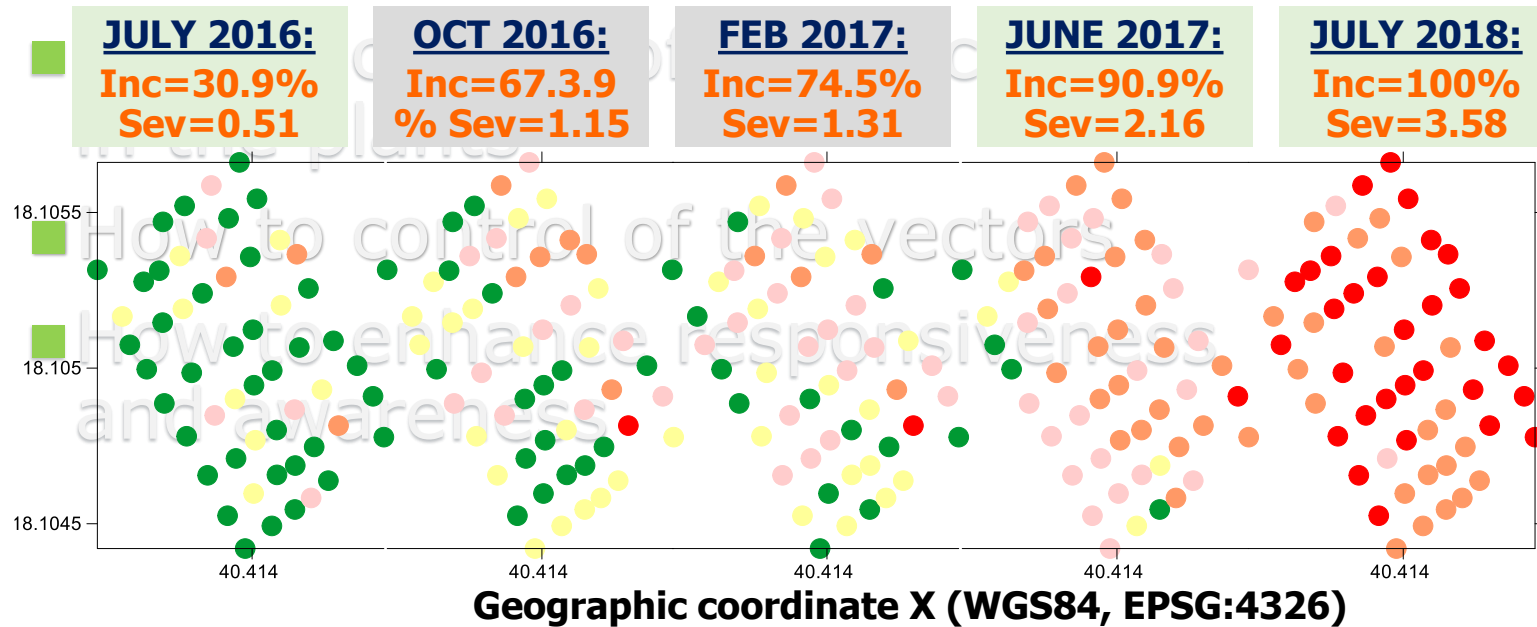 JULY 2016:
Inc=30.9%
Sev=0.51
OCT 2016:
Inc=67.3.9
% Sev=1.15
FEB 2017:
Inc=74.5%
Sev=1.31
JUNE 2017:
Inc=90.9%
Sev=2.16
JULY 2018:
Inc=100%
Sev=3.58
in the plants
How to control of the vectors
How to enhance responsiveness
and awareness
18.1055
18.105
18.1045
40.414
40.414
40.414
40.414
40.414
Geographic coordinate X (WGS84, EPSG:4326)